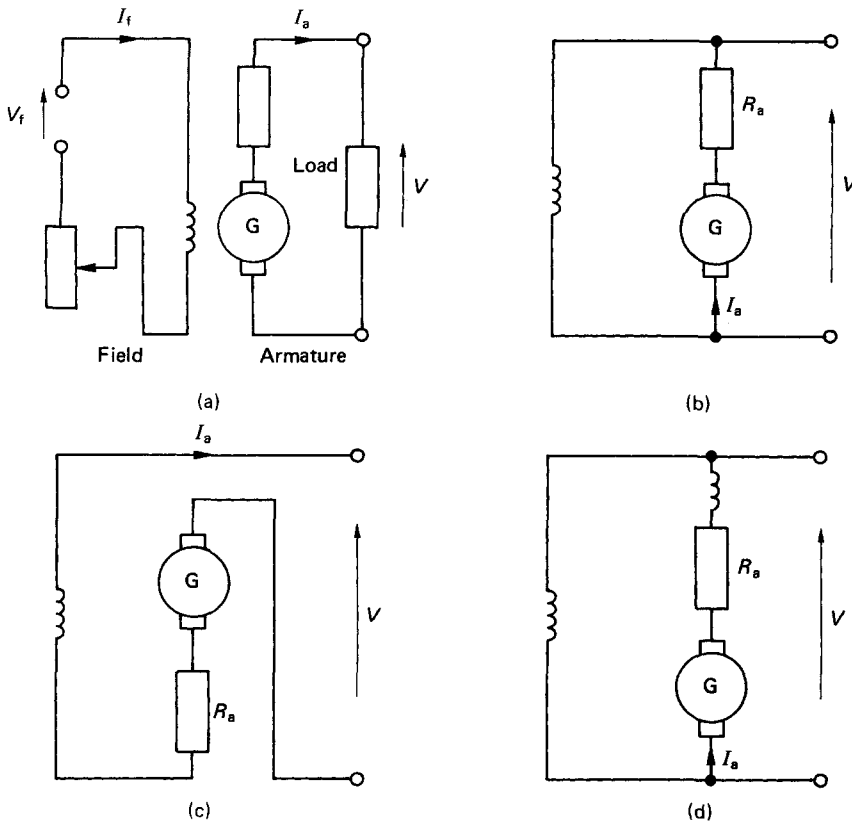 I_f
I_a
V_f
Load
V
G
Field
Armature
(a)
R_a
V
G
I_a
(b)
I_a
G
V
R_a
(c)
R_a
V
G
I_a
(d)